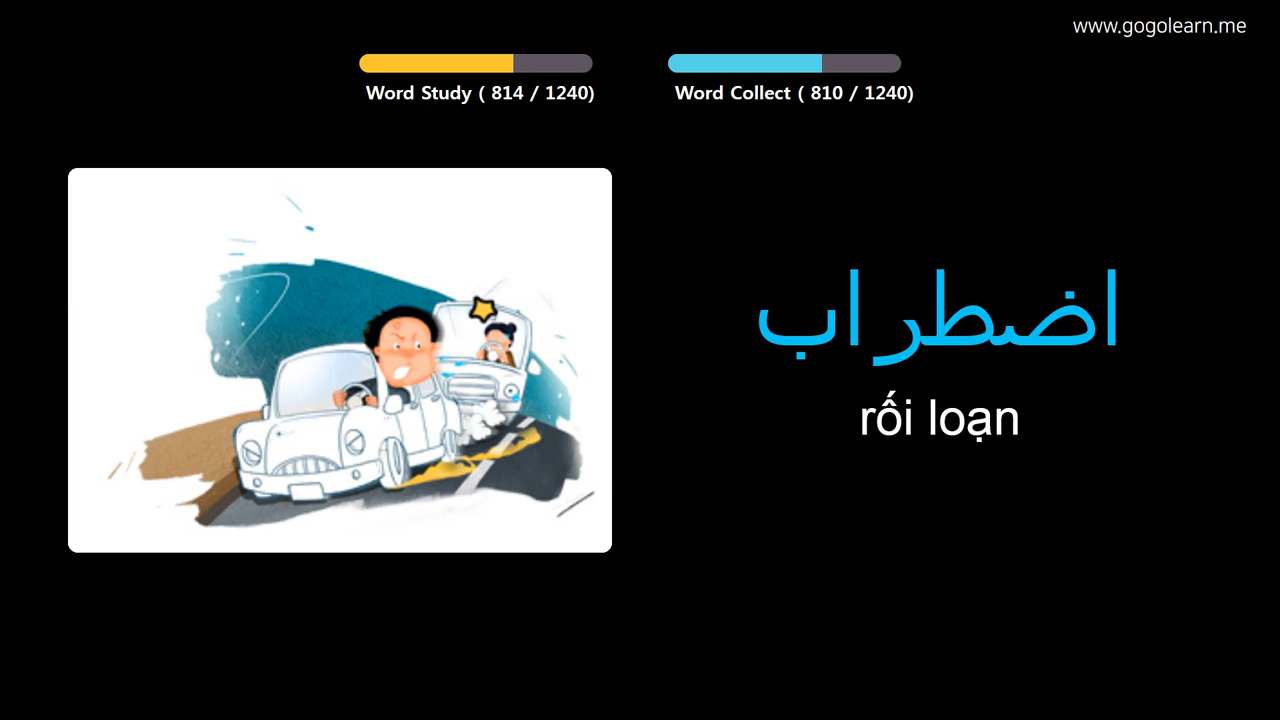 www.gogolearn.me
Word Study ( 814 / 1240)
Word Collect ( 810 / 1240)
اضطراب
rối loạn